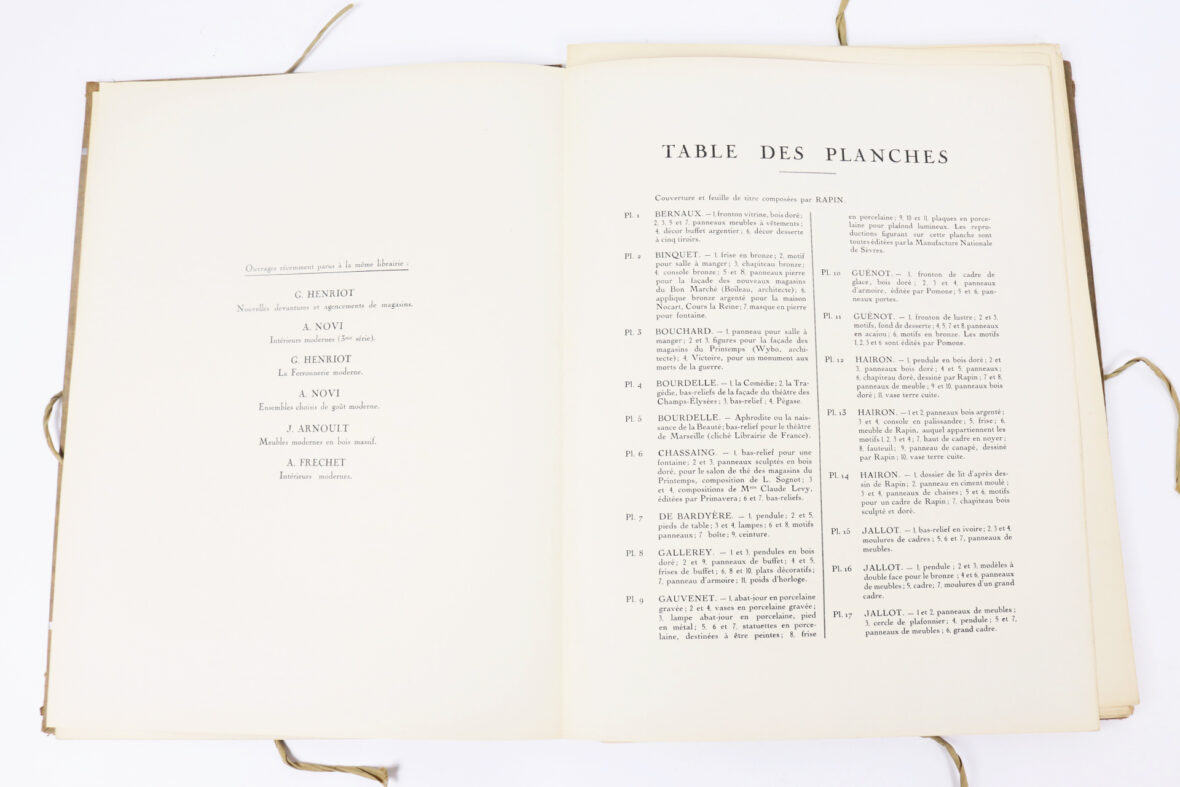 Ouvrages récemment parus à la même librairie :
G. HENRIOT
Nouvelles devantures et agencements de magasins.
A. NOVI
Intérieurs modernes (3me série).
G. HENRIOT
La Ferronnerie moderne.
A. NOVI
Ensembles choisis de goût moderne.
J. ARNOULT
Meubles modernes en bois massif.
A. FRECHET
Intérieurs modernes.
TABLE DES PLANCHES
Couverture et feuille de titre composées par RAPIN.
Pl. 1 BERNAUX. — 1, fronton vitrine, bois doré;
2, 3, 5 et 7, panneaux meubles à vêtements;
4, décor buffet argentier; 6, décor desserte
à cinq tiroirs.
Pl. 2 BINQUET. — 1, frise en bronze; 2, motif
pour salle à manger; 3, chapiteau bronze;
4, console bronze; 5 et 8, panneaux pierre
pour la façade des nouveaux magasins
du Bon Marché (Boileau, architecte); 6,
applique bronze argenté pour la maison
Nocart, Cours la Reine; 7, masque en pierre
pour fontaine.
Pl. 3 BOUCHARD. — 1, panneau pour salle à
manger; 2 et 3, figures pour la façade des
magasins du Printemps (Wybo, archi-
tecte); 4, Victoire, pour un monument aux
morts de la guerre.
Pl. 4 BOURDELLE. — 1, la Comédie; 2, la Tra-
gédie, bas-reliefs de la façade du théâtre des
Champs-Élysées; 3, bas-relief; 4, Pégase.
Pl. 5 BOURDELLE. — Aphrodite ou la nais-
sance de la Beauté; bas-relief pour le théâtre
de Marseille (cliché Librairie de France).
Pl. 6 CHASSAING. — 1, bas-relief pour une
fontaine; 2 et 3, panneaux sculptés en bois
doré, pour le salon de thé des magasins du
Printemps, composition de L. Sognot; 3
et 4, compositions de Mme Claude Levy,
éditées par Primavera; 6 et 7, bas-reliefs.
Pl. 7 DE BARDYÈRE. — 1, pendule; 2 et 5,
pieds de table; 3 et 4, lampes; 6 et 8, motifs
panneaux; 7 boîte; 9, ceinture.
Pl. 8 GALLEREY. — 1 et 3, pendules en bois
doré; 2 et 9, panneaux de buffet; 4 et 5,
frises de buffet; 6, 8 et 10, plats décoratifs;
7, panneau d'armoire; 11, poids d'horloge.
Pl. 9 GAUVENET. — 1, abat-jour en porcelaine
gravée; 2 et 4, vases en porcelaine gravée;
3, lampe abat-jour en porcelaine, pied
en métal; 5, 6 et 7, statuettes en porce-
laine, destinées à être peintes; 8, frise
en porcelaine; 9, 10 et 11, plaques en porce-
laine pour plafond lumineux. Les repro-
ductions figurant sur cette planche sont
toutes éditées par la Manufacture Nationale
de Sèvres.
Pl. 10 GUÉNOT. — 1, fronton de cadre de
glace, bois doré; 2, 3 et 4, panneaux
d'armoire, éditée par Pomone; 5 et 6, pan-
neaux portes.
Pl. 11 GUÉNOT. — 1, fronton de lustre; 2 et 3,
motifs, fond de desserte; 4, 5, 7 et 8, panneaux
en acajou; 6, motifs en bronze. Les motifs
1, 2, 3 et 6 sont édités par Pomone.
Pl. 12 HAIRON. — 1, pendule en bois doré; 2 et
3, panneaux bois doré; 4 et 5, panneaux;
6, chapiteau doré, dessiné par Rapin; 7 et 8,
panneaux de meuble; 9 et 10, panneaux bois
doré; 11, vase terre cuite.
Pl. 13 HAIRON. — 1 et 2, panneaux bois argenté;
3 et 4, console en palissandre; 5, frise; 6,
meuble de Rapin, auquel appartiennent les
motifs 1, 2, 3 et 4; 7, haut de cadre en noyer;
8, fauteuil; 9, panneau de canapé, dessiné
par Rapin; 10, vase terre cuite.
Pl. 14 HAIRON. — 1, dossier de lit d'après des-
sin de Rapin; 2, panneau en ciment moulé;
3 et 4, panneaux de chaises; 5 et 6, motifs
pour un cadre de Rapin; 7, chapiteau bois
sculpté et doré.
Pl. 15 JALLOT. — 1, bas-relief en ivoire; 2, 3 et 4,
moulures de cadres; 5, 6 et 7, panneaux de
meubles.
Pl. 16 JALLOT. — 1, pendule; 2 et 3, modèles à
double face pour le bronze; 4 et 6, panneaux
de meubles; 5, cadre; 7, moulures d'un grand
cadre.
Pl. 17 JALLOT. — 1 et 2, panneaux de meubles;
3, cercle de plafonnier; 4, pendule; 5 et 7,
panneaux de meubles; 6, grand cadre.